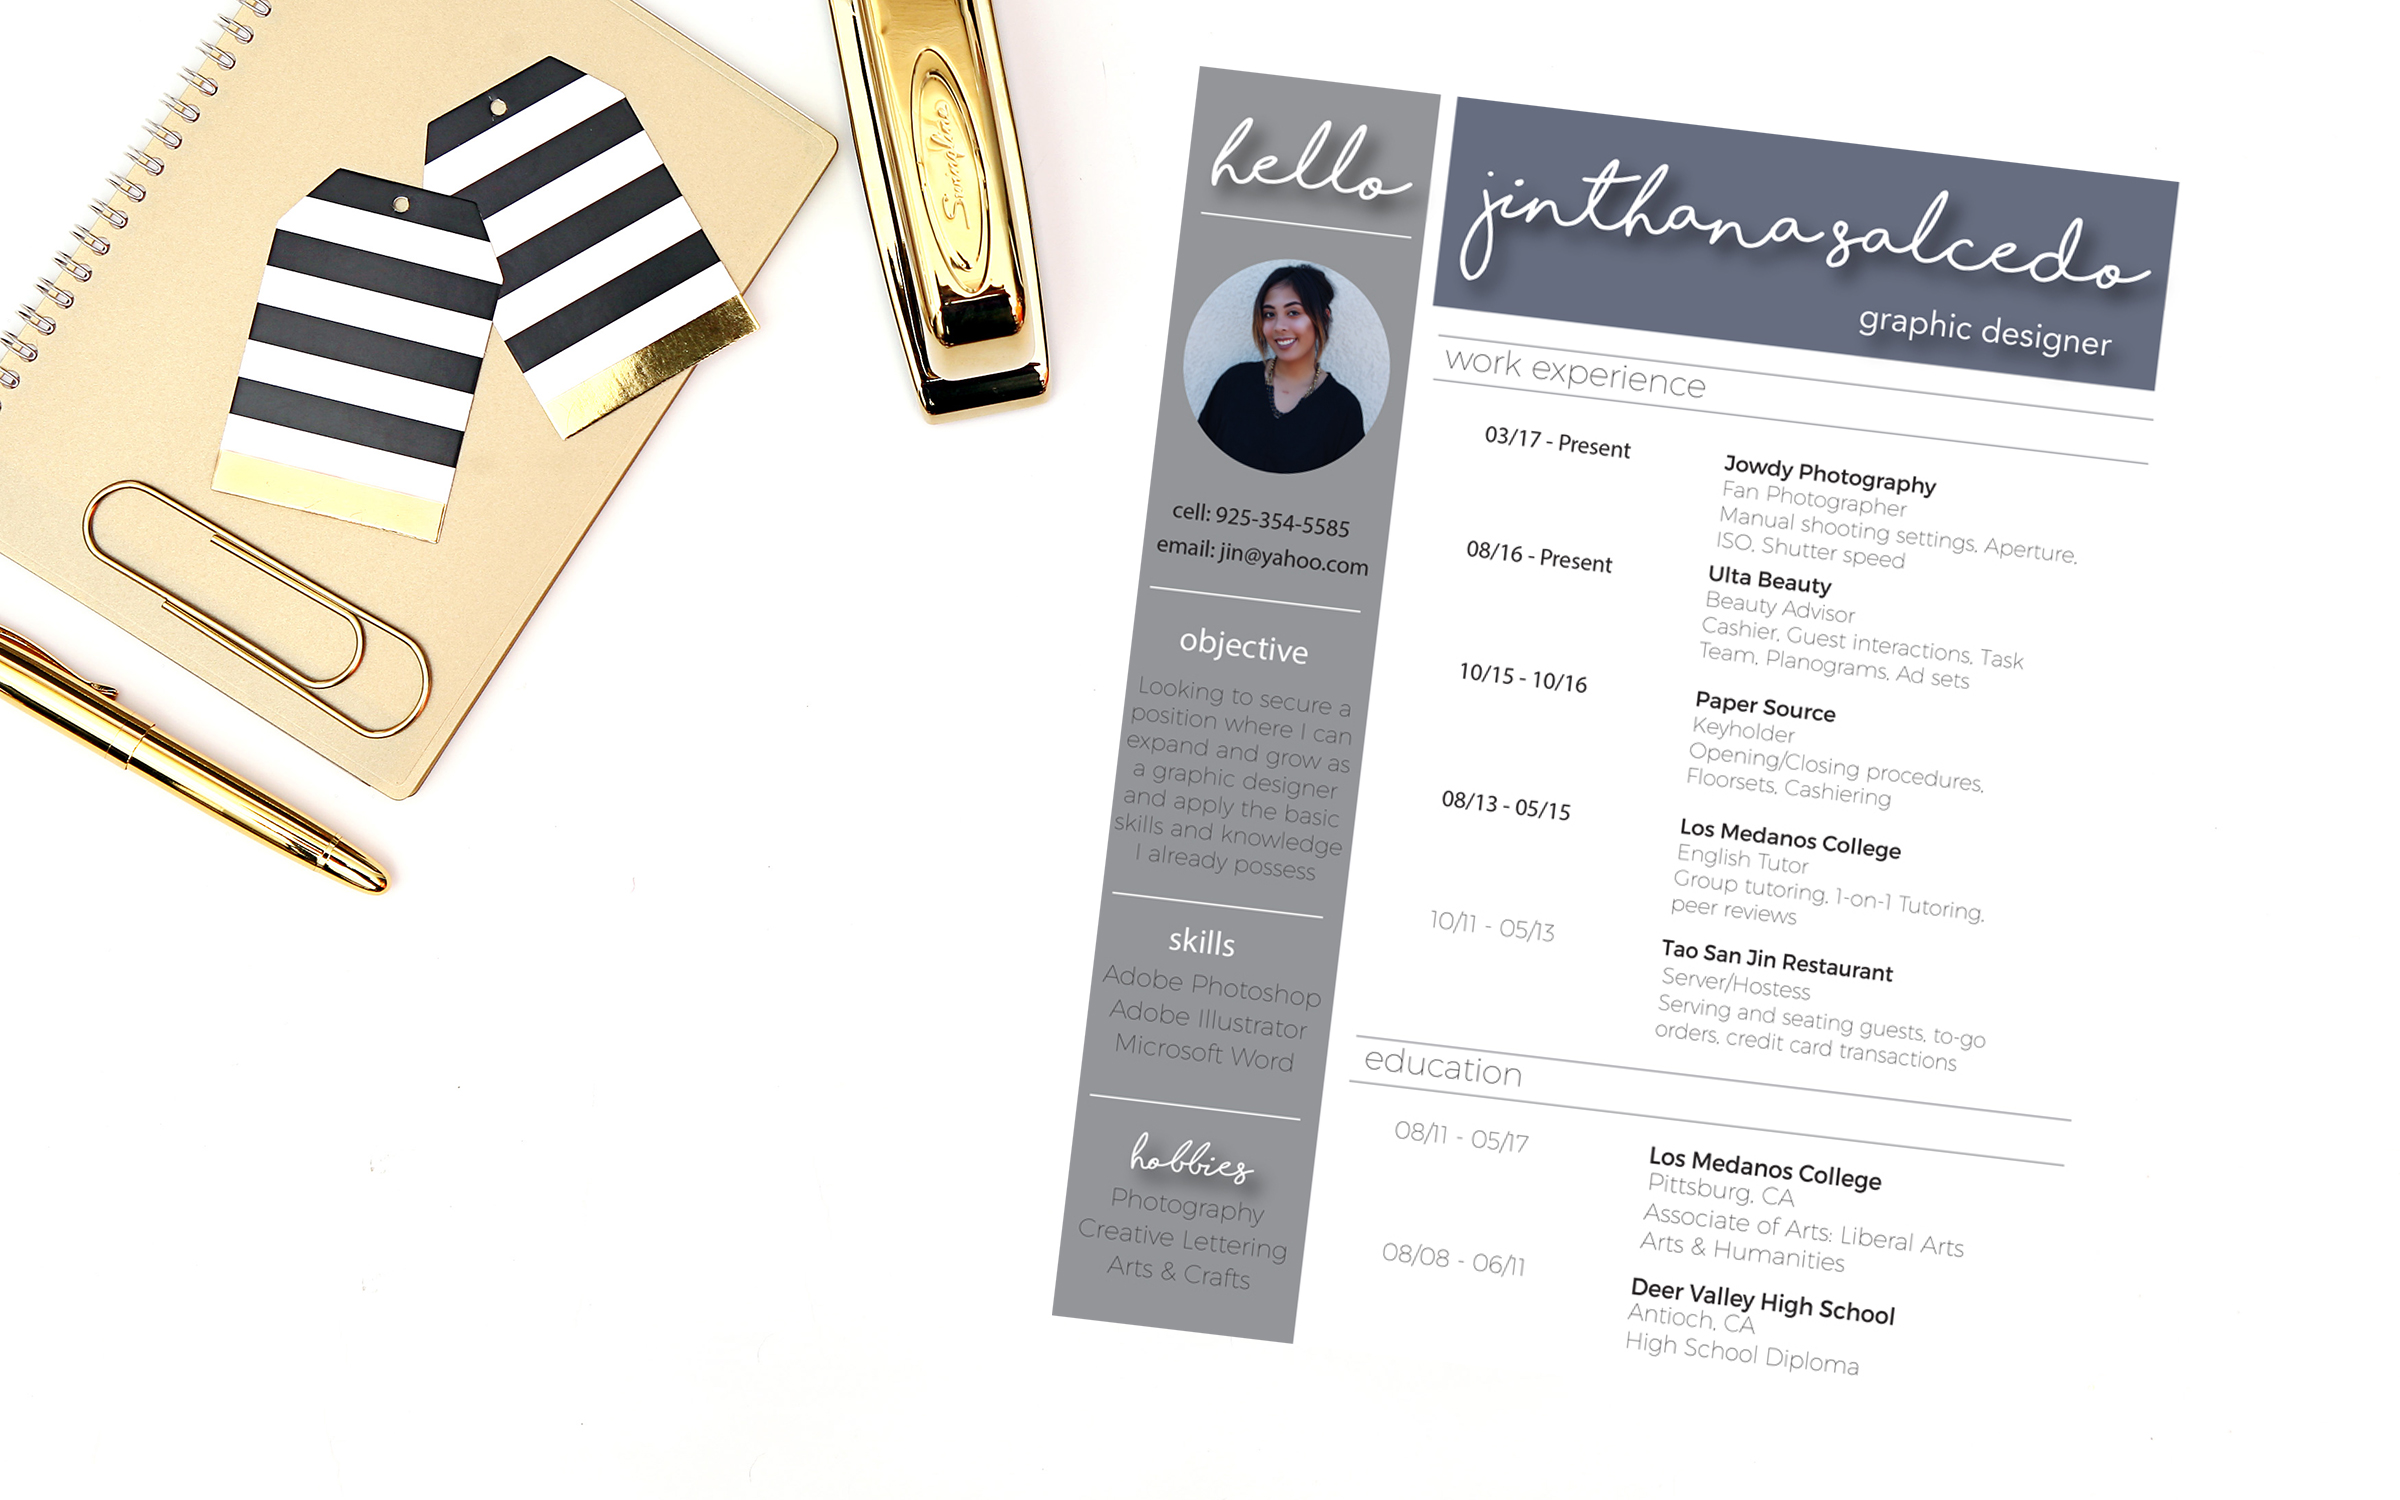 Swingline
hello
cell: 925-354-5585
email: jin@yahoo.com
objective
Looking to secure a
position where I can
expand and grow as
a graphic designer
and apply the basic
skills and knowledge
I already possess
skills
Adobe Photoshop
Adobe Illustrator
Microsoft Word
hobbies
Photography
Creative Lettering
Arts & Crafts
jinthana salcedo
graphic designer
work experience
03/17 - Present
Jowdy Photography
Fan Photographer
Manual shooting settings, Aperture,
ISO, Shutter speed
08/16 - Present
Ulta Beauty
Beauty Advisor
Cashier, Guest interactions, Task
Team, Planograms, Ad sets
10/15 - 10/16
Paper Source
Keyholder
Opening/Closing procedures,
Floorsets, Cashiering
08/13 - 05/15
Los Medanos College
English Tutor
Group tutoring, 1-on-1 Tutoring,
peer reviews
10/11 - 05/13
Tao San Jin Restaurant
Server/Hostess
Serving and seating guests, to-go
orders, credit card transactions
education
08/11 - 05/17
Los Medanos College
Pittsburg, CA
Associate of Arts: Liberal Arts
Arts & Humanities
08/08 - 06/11
Deer Valley High School
Antioch, CA
High School Diploma